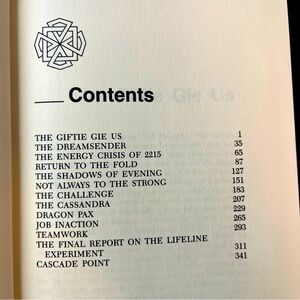 Contents
THE GIFTIE GIE US 1
THE DREAMSENDER 35
THE ENERGY CRISIS OF 2215 65
RETURN TO THE FOLD 87
THE SHADOWS OF EVENING 127
NOT ALWAYS TO THE STRONG 151
THE CHALLENGE 183
THE CASSANDRA 207
DRAGON PAX 229
JOB INACTION 265
TEAMWORK 293
THE FINAL REPORT ON THE LIFELINE
EXPERIMENT 311
CASCADE POINT 341